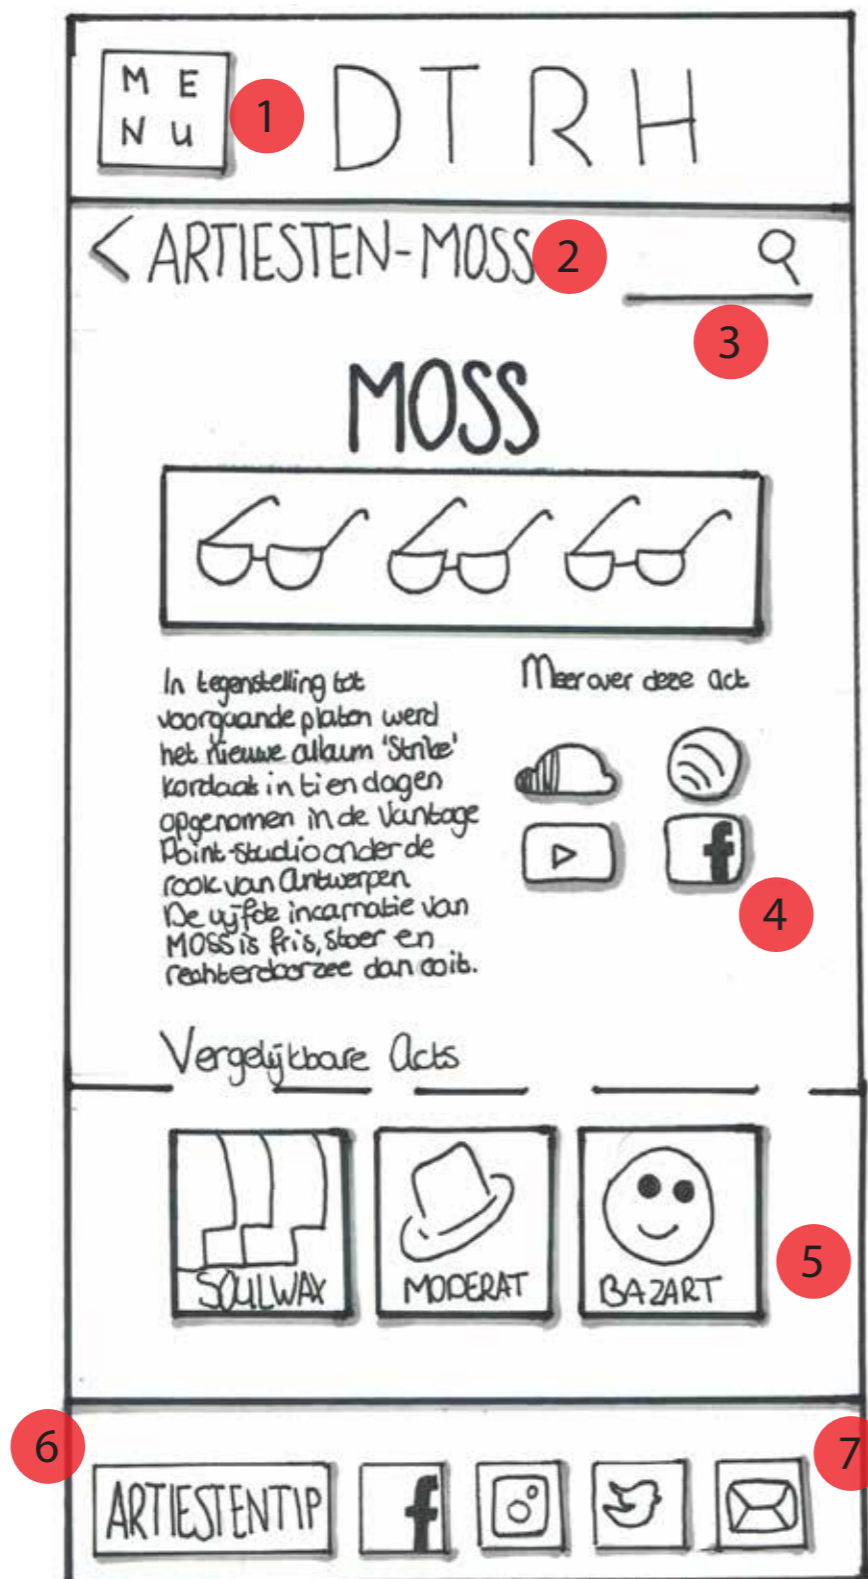 M E
N U
1
D T R H
< ARTIESTEN-MOSS
2
3
MOSS
In tegenstelling tot
voorgaande platen werd
het nieuwe album 'Strike'
kordaat in tien dagen
opgenomen in de Vantage
Point-studio onder de
rook van Antwerpen
De vijfde incarnatie van
MOSS is fris, stoer en
rechterdoorzee dan ooit.
Meer over deze act
f
4
Vergelijkbare Acts
SOULWAX
MODERAT
BAZART
5
6
7
ARTIESTENTIP
f